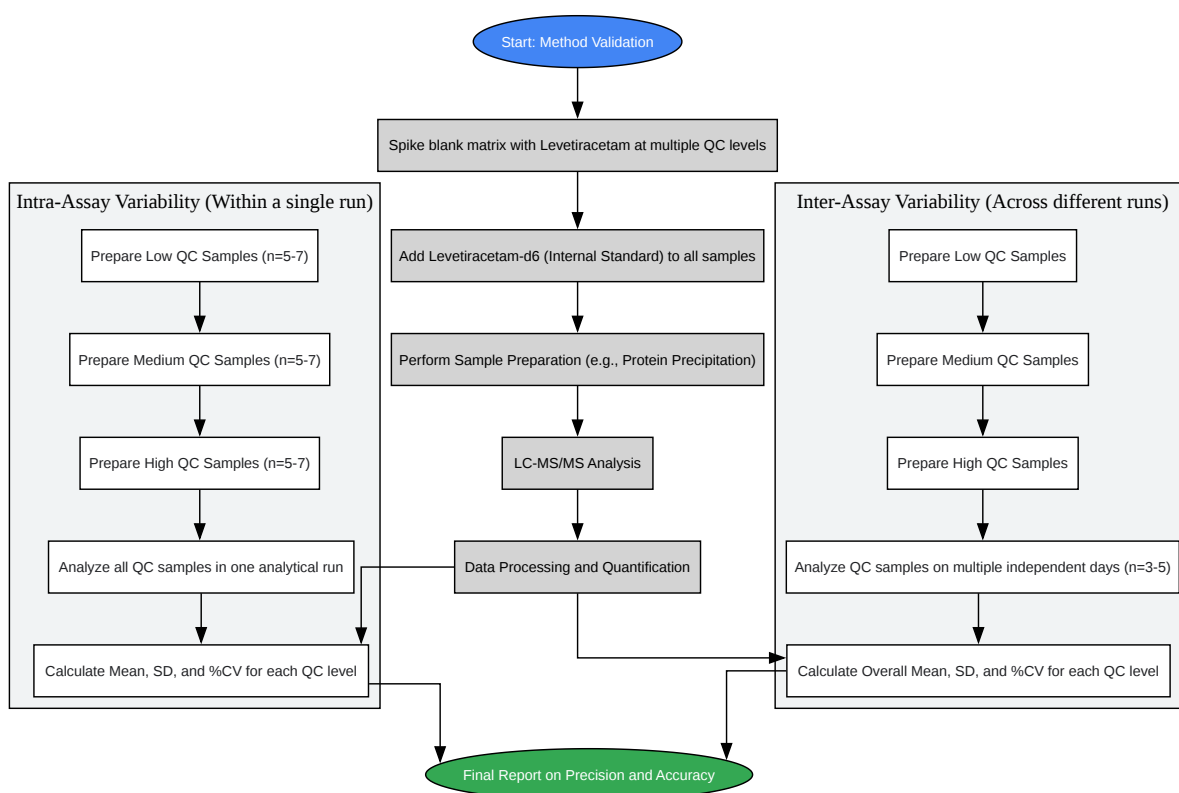 Start: Method Validation
Spike blank matrix with Levetiracetam at multiple QC levels
Intra-Assay Variability (Within a single run)
Prepare Low QC Samples (n=5-7)
Prepare Medium QC Samples (n=5-7)
Prepare High QC Samples (n=5-7)
Analyze all QC samples in one analytical run
Calculate Mean, SD, and %CV for each QC level
Add Levetiracetam-d6 (Internal Standard) to all samples
Perform Sample Preparation (e.g., Protein Precipitation)
LC-MS/MS Analysis
Data Processing and Quantification
Inter-Assay Variability (Across different runs)
Prepare Low QC Samples
Prepare Medium QC Samples
Prepare High QC Samples
Analyze QC samples on multiple independent days (n=3-5)
Calculate Overall Mean, SD, and %CV for each QC level
Final Report on Precision and Accuracy